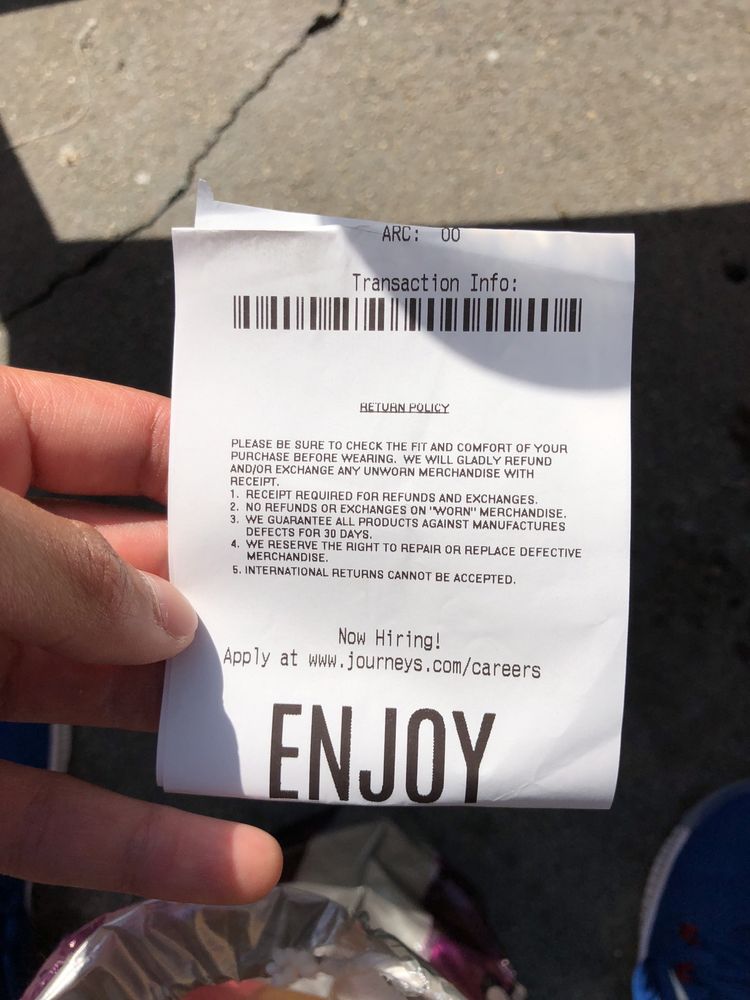 ARC: 00
Transaction Info:
RETURN POLICY
PLEASE BE SURE TO CHECK THE FIT AND COMFORT OF YOUR
PURCHASE BEFORE WEARING. WE WILL GLADLY REFUND
AND/OR EXCHANGE ANY UNWORN MERCHANDISE WITH
RECEIPT.
1. RECEIPT REQUIRED FOR REFUNDS AND EXCHANGES.
2. NO REFUNDS OR EXCHANGES ON "WORN" MERCHANDISE.
3. WE GUARANTEE ALL PRODUCTS AGAINST MANUFACTURES
DEFECTS FOR 30 DAYS.
4. WE RESERVE THE RIGHT TO REPAIR OR REPLACE DEFECTIVE
MERCHANDISE.
5. INTERNATIONAL RETURNS CANNOT BE ACCEPTED.
Now Hiring!
Apply at www.journeys.com/careers
ENJOY